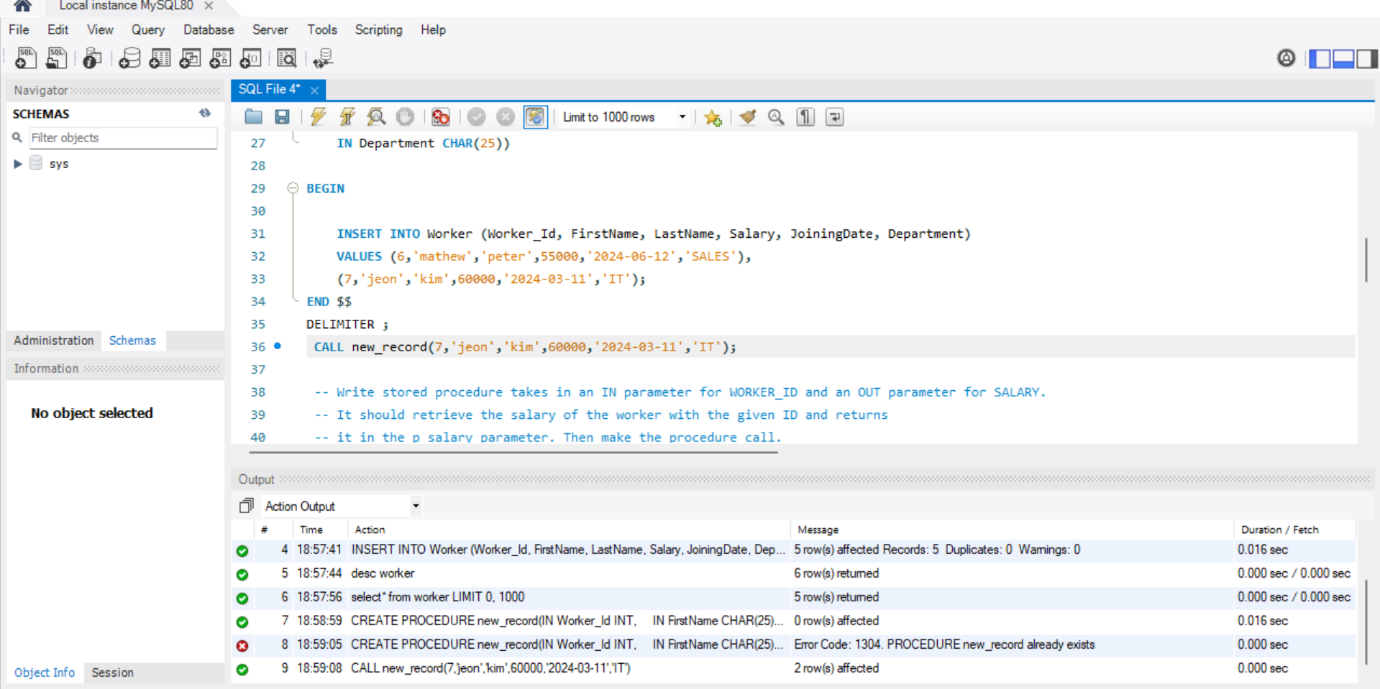 Local instance MySQL80 ×
File Edit View Query Database Server Tools Scripting Help
Navigator
SCHEMAS
Filter objects
sys
Administration Schemas
Information
No object selected
Object Info Session
SQL File 4* ×
Limit to 1000 rows
27 IN Department CHAR(25))
28
29 BEGIN
30
31 INSERT INTO Worker (Worker_Id, FirstName, LastName, Salary, JoiningDate, Department)
32 VALUES (6,'mathew','peter',55000,'2024-06-12','SALES'),
33 (7,'jeon','kim',60000,'2024-03-11','IT');
34 END $$
35 DELIMITER ;
36 CALL new_record(7,'jeon','kim',60000,'2024-03-11','IT');
37
38 -- Write stored procedure takes in an IN parameter for WORKER_ID and an OUT parameter for SALARY.
39 -- It should retrieve the salary of the worker with the given ID and returns
40 -- it in the p_salary parameter. Then make the procedure call.
Output
Action Output
# Time Action Message Duration / Fetch
4 18:57:41 INSERT INTO Worker (Worker_Id, FirstName, LastName, Salary, JoiningDate, Dep... 5 row(s) affected Records: 5 Duplicates: 0 Warnings: 0 0.016 sec
5 18:57:44 desc worker 6 row(s) returned 0.000 sec / 0.000 sec
6 18:57:56 select* from worker LIMIT 0, 1000 5 row(s) returned 0.000 sec / 0.000 sec
7 18:58:59 CREATE PROCEDURE new_record(IN Worker_Id INT, IN FirstName CHAR(25)... 0 row(s) affected 0.016 sec
8 18:59:05 CREATE PROCEDURE new_record(IN Worker_Id INT, IN FirstName CHAR(25)... Error Code: 1304. PROCEDURE new_record already exists 0.000 sec
9 18:59:08 CALL new_record(7,'jeon','kim',60000,'2024-03-11','IT') 2 row(s) affected 0.000 sec